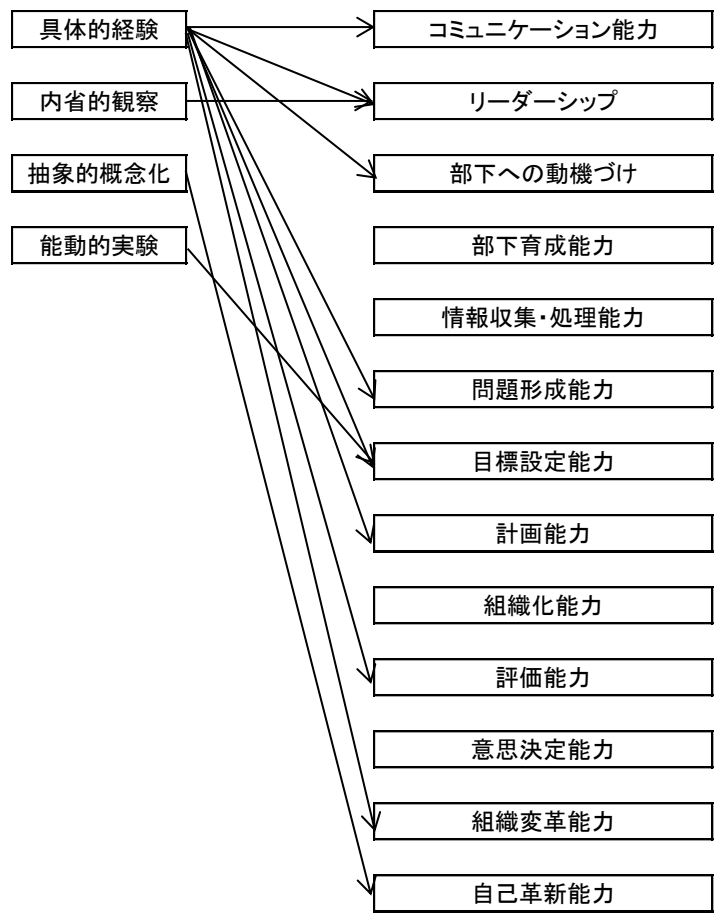 具体的経験
コミュニケーション能力
内省的観察
リーダーシップ
抽象的概念化
部下への動機づけ
能動的実験
部下育成能力
情報収集・処理能力
問題形成能力
目標設定能力
計画能力
組織化能力
評価能力
意思決定能力
組織変革能力
自己革新能力